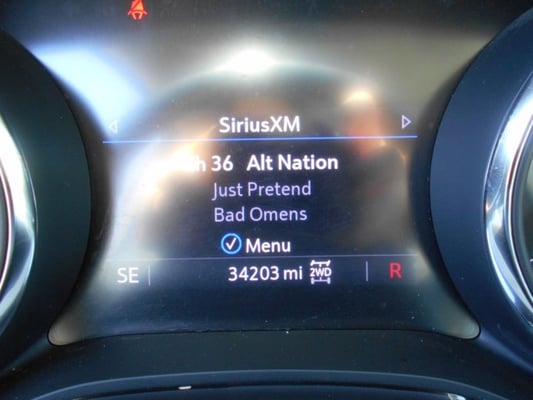 SiriusXM
36 Alt Nation
Just Pretend
Bad Omens
Menu
SE 34203 mi 2WD R